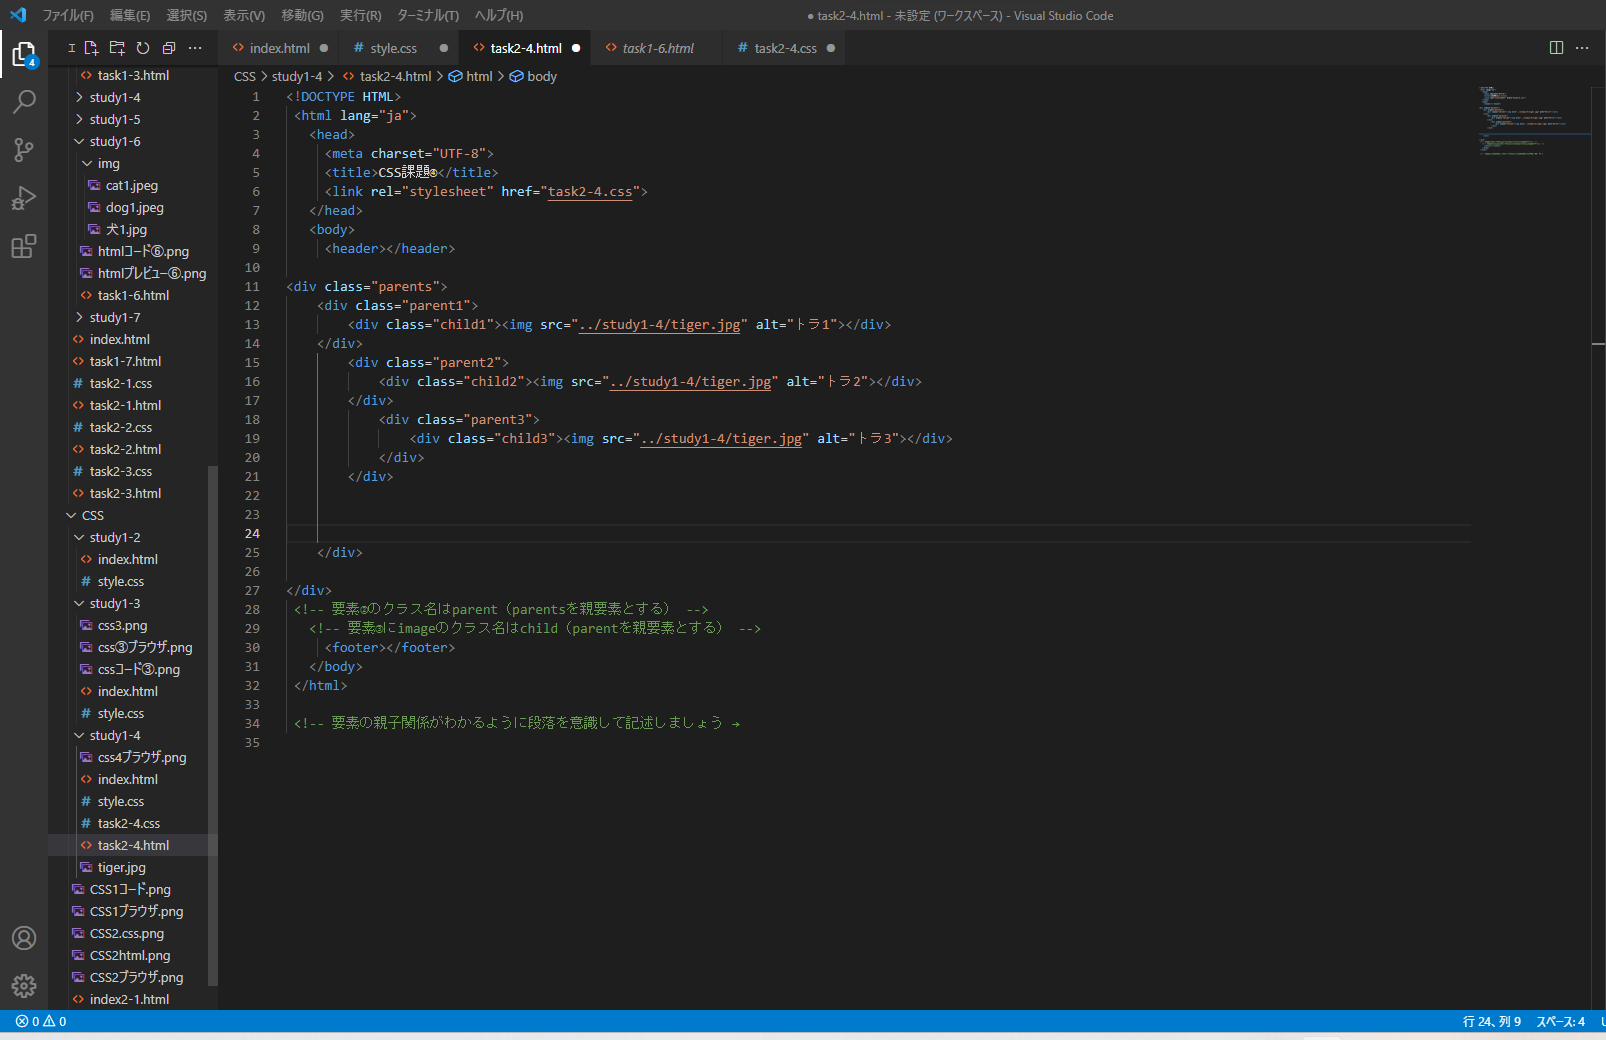 ファイル(F) 編集(E) 選択(S) 表示(V) 移動(G) 実行(R) ターミナル(T) ヘルプ(H)
● task2-4.html - 未設定 (ワークスペース) - Visual Studio Code
index.html
style.css
task2-4.html
task1-6.html
task2-4.css
CSS > study1-4 > task2-4.html > html > body
4
task1-3.html
study1-4
study1-5
study1-6
img
cat1.jpeg
dog1.jpeg
犬1.jpg
htmlコード⑥.png
htmlプレビュー⑥.png
task1-6.html
study1-7
index.html
task1-7.html
task2-1.css
task2-1.html
task2-2.css
task2-2.html
task2-3.css
task2-3.html
CSS
study1-2
index.html
style.css
study1-3
css3.png
css③ブラウザ.png
cssコード③.png
index.html
style.css
study1-4
css4ブラウザ.png
index.html
style.css
task2-4.css
task2-4.html
tiger.jpg
CSS1コード.png
CSS1ブラウザ.png
CSS2.css.png
CSS2html.png
CSS2ブラウザ.png
index2-1.html
1 <!DOCTYPE HTML>
2 <html lang="ja">
3 <head>
4 <meta charset="UTF-8">
5 <title>CSS課題④</title>
6 <link rel="stylesheet" href="task2-4.css">
7 </head>
8 <body>
9 <header></header>
10
11 <div class="parents">
12 <div class="parent1">
13 <div class="child1"><img src="../study1-4/tiger.jpg" alt="トラ1"></div>
14 </div>
15 <div class="parent2">
16 <div class="child2"><img src="../study1-4/tiger.jpg" alt="トラ2"></div>
17 </div>
18 <div class="parent3">
19 <div class="child3"><img src="../study1-4/tiger.jpg" alt="トラ3"></div>
20 </div>
21 </div>
22
23
24
25 </div>
26
27 </div>
28 <!-- 要素のクラス名はparent（parentsを親要素とする） -->
29 <!-- 要素にimageのクラス名はchild（parentを親要素とする） -->
30 <footer></footer>
31 </body>
32 </html>
33
34 <!-- 要素の親子関係がわかるように段落を意識して記述しましょう →
35
0 0
行 24、列 9 スペース: 4